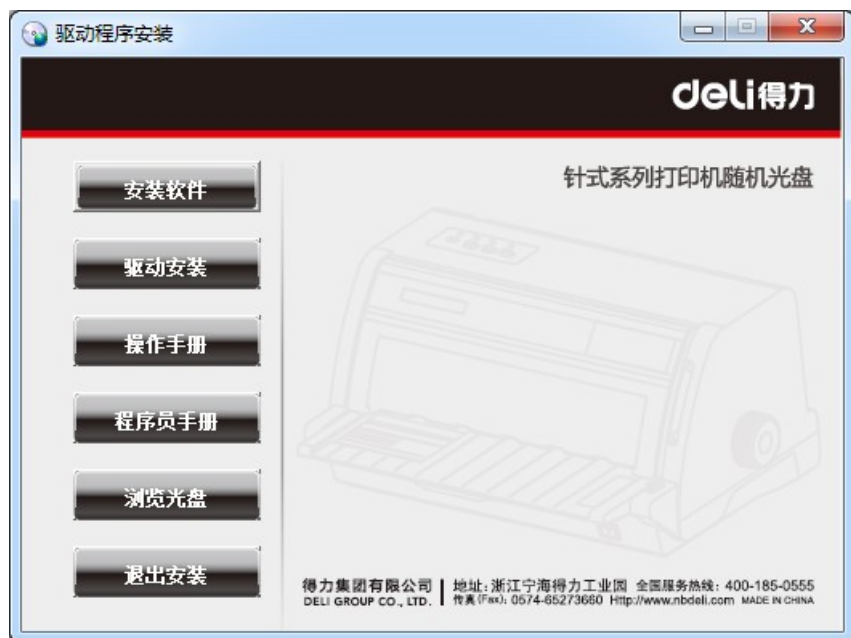 驱动程序安装
deli得力
针式系列打印机随机光盘
安装软件
驱动安装
操作手册
程序员手册
浏览光盘
退出安装
得力集团有限公司 地址:浙江宁海得力工业园 全国服务热线:400-185-0555
DELI GROUP CO., LTD. 传真(Fax):0574-65273660 Http://www.nbdeli.com MADE IN CHINA